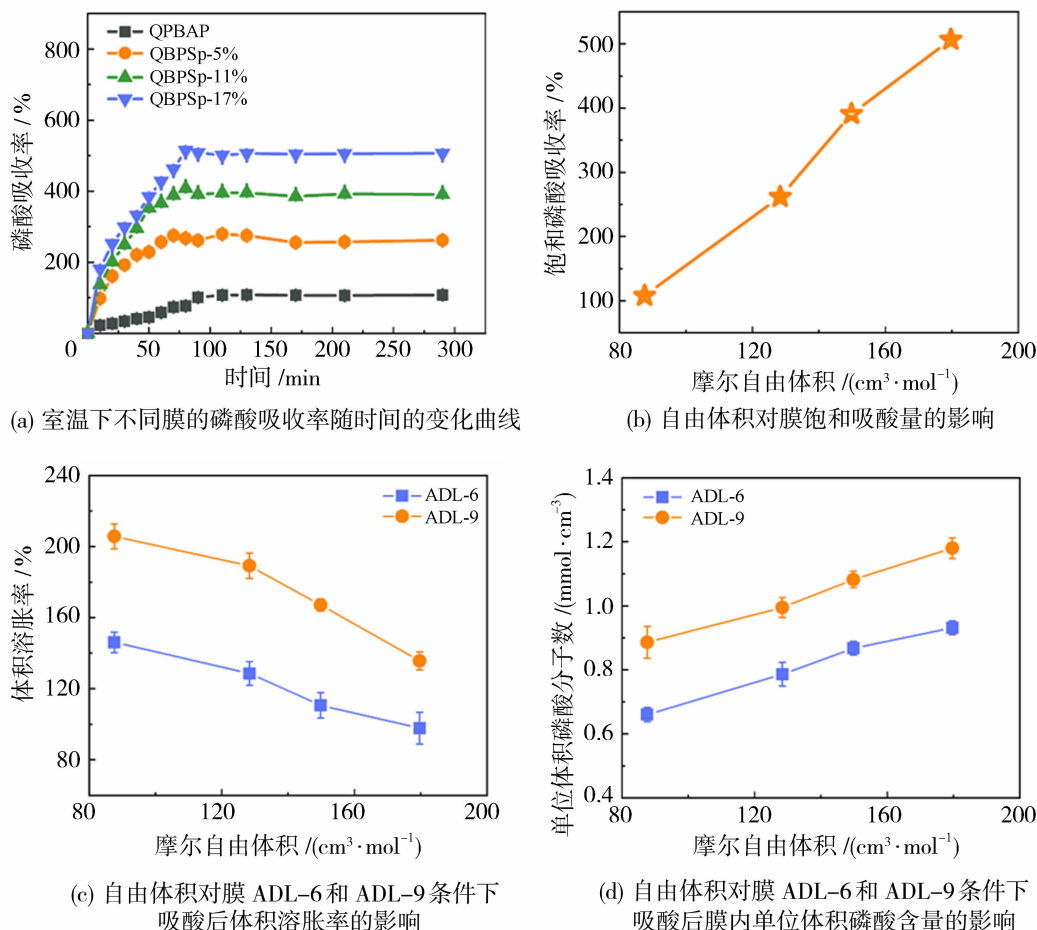 800
600
400
200
0
50
100
150
200
250
300
磷酸吸收率 /%
时间 /min
QPBAP
QBPSp-5%
QBPSp-11%
QBPSp-17%
(a) 室温下不同膜的磷酸吸收率随时间的变化曲线
500
400
300
200
100
80
120
160
200
饱和磷酸吸收率 /%
摩尔自由体积 /(cm³·mol⁻¹)
(b) 自由体积对膜饱和吸酸量的影响
240
200
160
120
80
80
120
160
200
体积溶胀率 /%
摩尔自由体积 /(cm³·mol⁻¹)
ADL-6
ADL-9
(c) 自由体积对膜 ADL-6 和 ADL-9 条件下
吸酸后体积溶胀率的影响
1.4
1.2
1.0
0.8
0.6
0.4
80
120
160
200
单位体积磷酸分子数 /(mmol·cm⁻³)
摩尔自由体积 /(cm³·mol⁻¹)
ADL-6
ADL-9
(d) 自由体积对膜 ADL-6 和 ADL-9 条件下
吸酸后膜内单位体积磷酸含量的影响